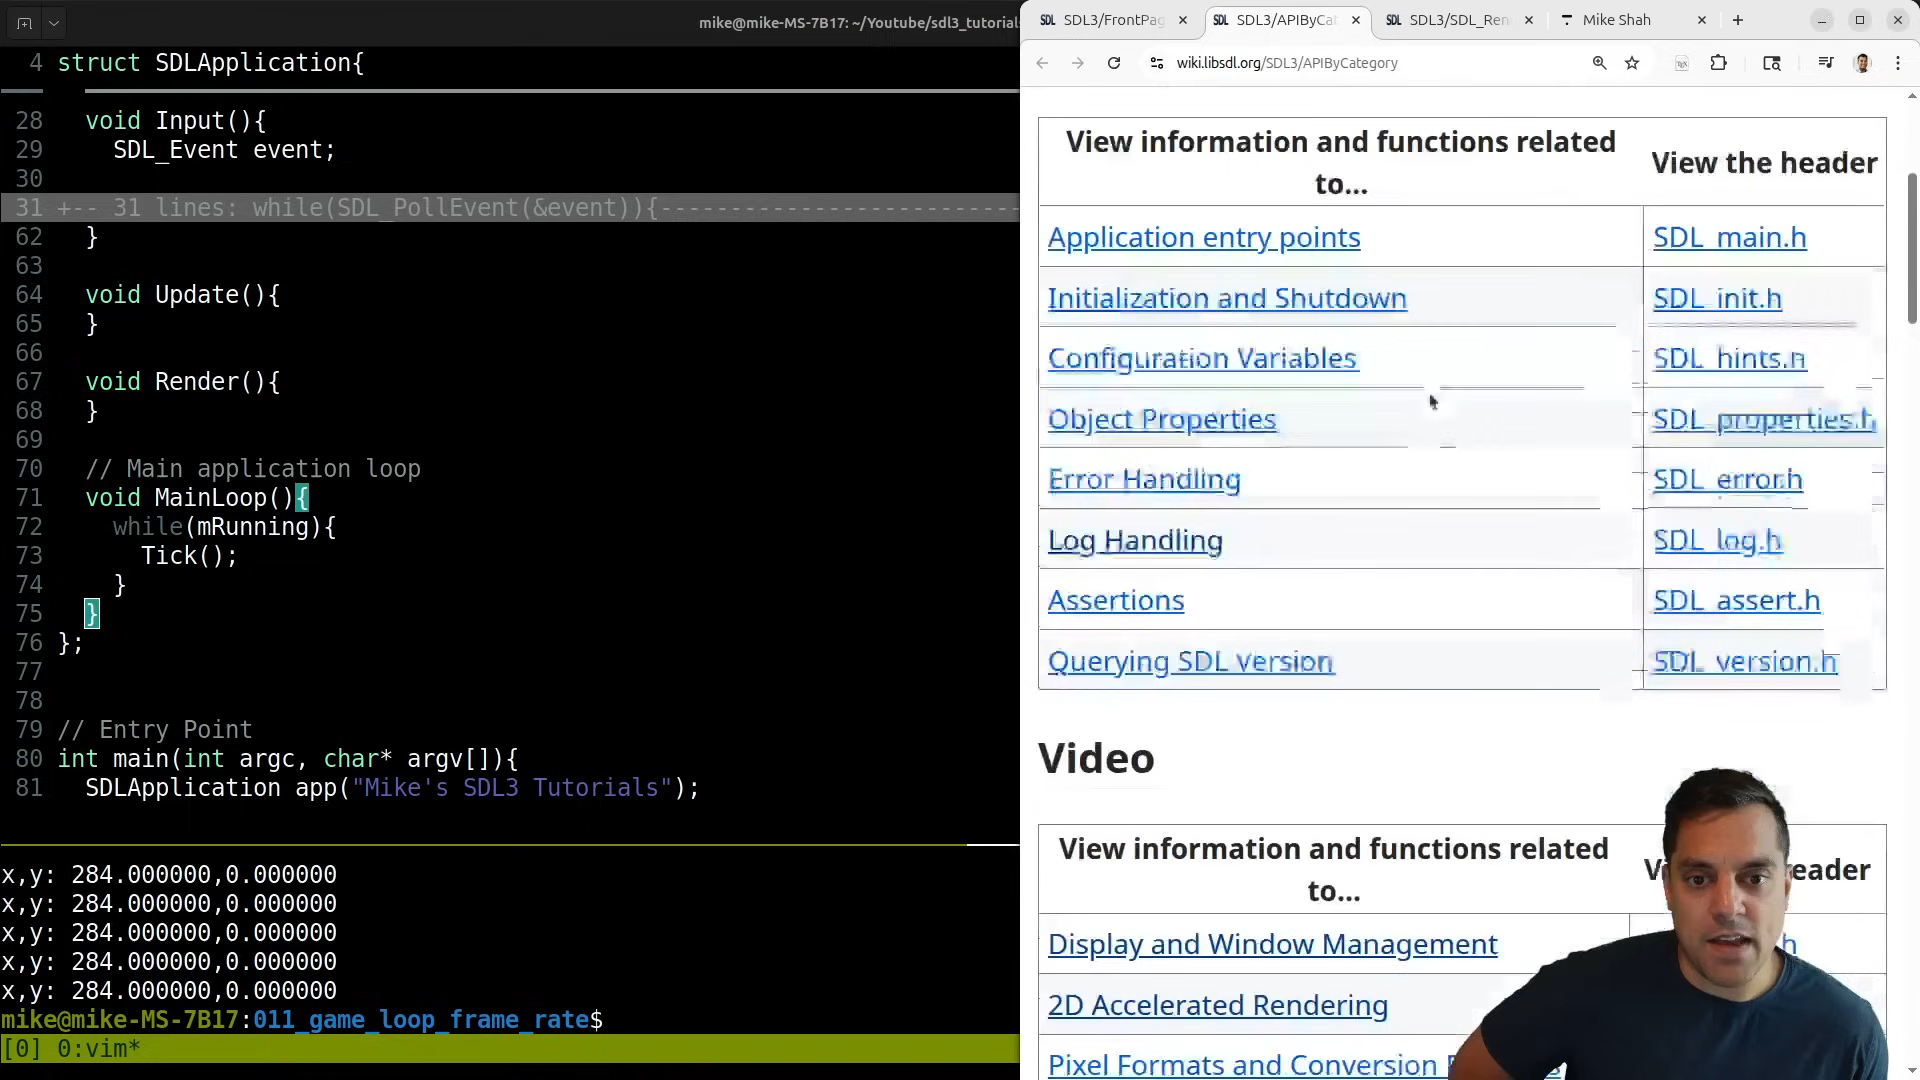 mike@mike-MS-7B17: ~/Youtube/sdl3_tutorials
4 struct SDLApplication{
28 void Input(){
29 SDL_Event event;
30
31 +-- 31 lines: while(SDL_PollEvent(&event)){----------------------------
62 }
63
64 void Update(){
65 }
66
67 void Render(){
68 }
69
70 // Main application loop
71 void MainLoop(){
72 while(mRunning){
73 Tick();
74 }
75 }
76 };
77
78
79 // Entry Point
80 int main(int argc, char* argv[]){
81 SDLApplication app("Mike's SDL3 Tutorials");
x,y: 284.000000,0.000000
x,y: 284.000000,0.000000
x,y: 284.000000,0.000000
x,y: 284.000000,0.000000
x,y: 284.000000,0.000000
mike@mike-MS-7B17:011_game_loop_frame_rate$
[0] 0:vim*
SDL SDL3/FrontPag
SDL SDL3/APIByCat
SDL SDL3/SDL_Ren
Mike Shah
wiki.libsdl.org/SDL3/APIByCategory
View information and functions related to...
View the header
Application entry points SDL_main.h
Initialization and Shutdown SDL_init.h
Configuration Variables SDL_hints.h
Object Properties SDL_properties.h
Error Handling SDL_error.h
Log Handling SDL_log.h
Assertions SDL_assert.h
Querying SDL version SDL_version.h
Video
View information and functions related to...
Display and Window Management
2D Accelerated Rendering
Pixel Formats and Conversion